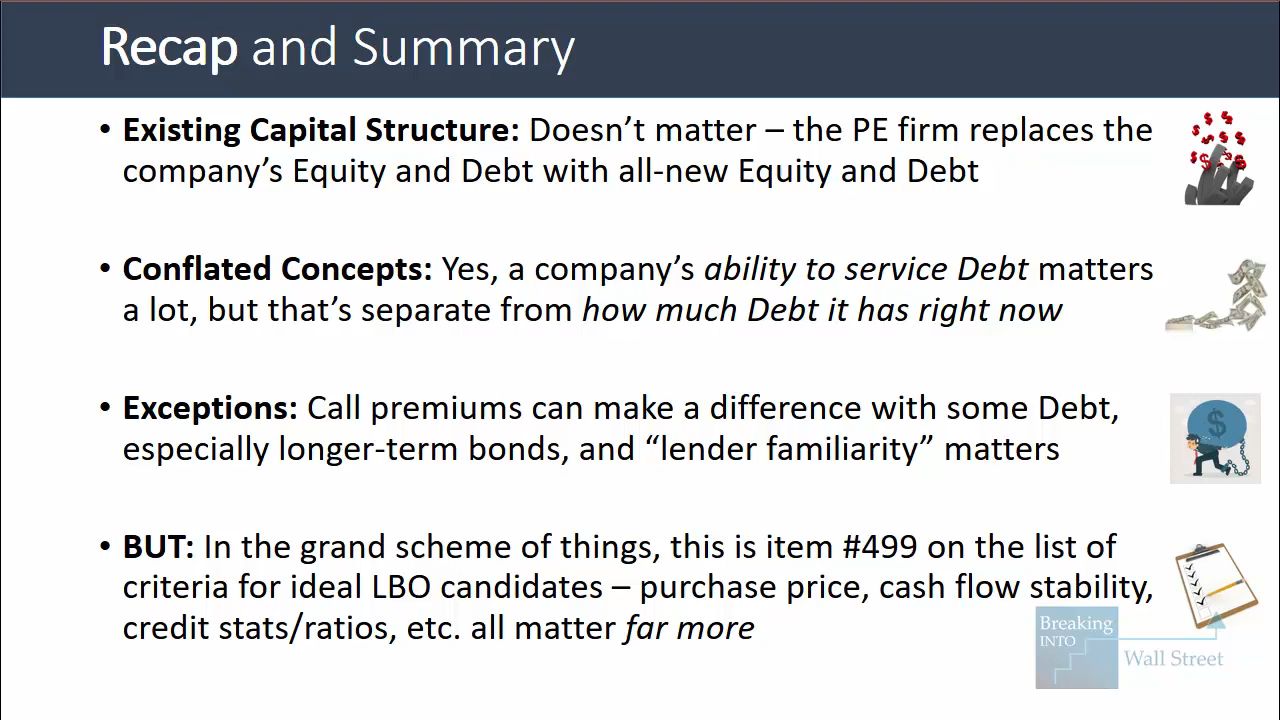 Recap and Summary
• Existing Capital Structure: Doesn’t matter – the PE firm replaces the
company’s Equity and Debt with all-new Equity and Debt
• Conflated Concepts: Yes, a company’s ability to service Debt matters
a lot, but that’s separate from how much Debt it has right now
• Exceptions: Call premiums can make a difference with some Debt,
especially longer-term bonds, and “lender familiarity” matters
• BUT: In the grand scheme of things, this is item #499 on the list of
criteria for ideal LBO candidates – purchase price, cash flow stability,
credit stats/ratios, etc. all matter far more
Breaking
INTO
Wall Street